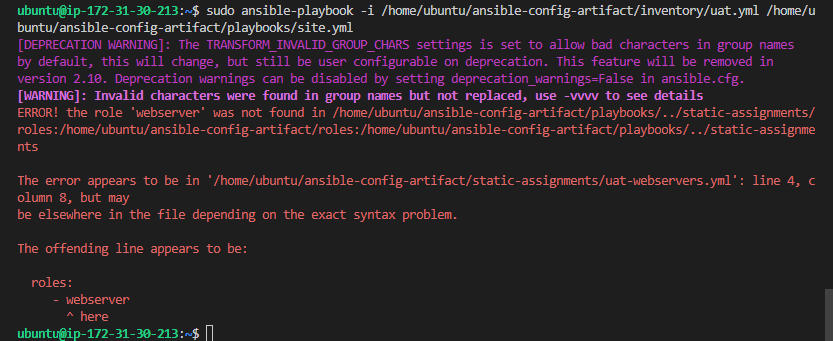 ubuntu@ip-172-31-30-213:~$ sudo ansible-playbook -i /home/ubuntu/ansible-config-artifact/inventory/uat.yml /home/u
buntu/ansible-config-artifact/playbooks/site.yml
[DEPRECATION WARNING]: The TRANSFORM_INVALID_GROUP_CHARS settings is set to allow bad characters in group names
by default, this will change, but still be user configurable on deprecation. This feature will be removed in
version 2.10. Deprecation warnings can be disabled by setting deprecation_warnings=False in ansible.cfg.
[WARNING]: Invalid characters were found in group names but not replaced, use -vvvv to see details
ERROR! the role 'webserver' was not found in /home/ubuntu/ansible-config-artifact/playbooks/../static-assignments/
roles:/home/ubuntu/ansible-config-artifact/roles:/home/ubuntu/ansible-config-artifact/playbooks/../static-assignme
nts

The error appears to be in '/home/ubuntu/ansible-config-artifact/static-assignments/uat-webservers.yml': line 4, c
olumn 8, but may
be elsewhere in the file depending on the exact syntax problem.

The offending line appears to be:

  roles:
     - webserver
       ^ here
ubuntu@ip-172-31-30-213:~$